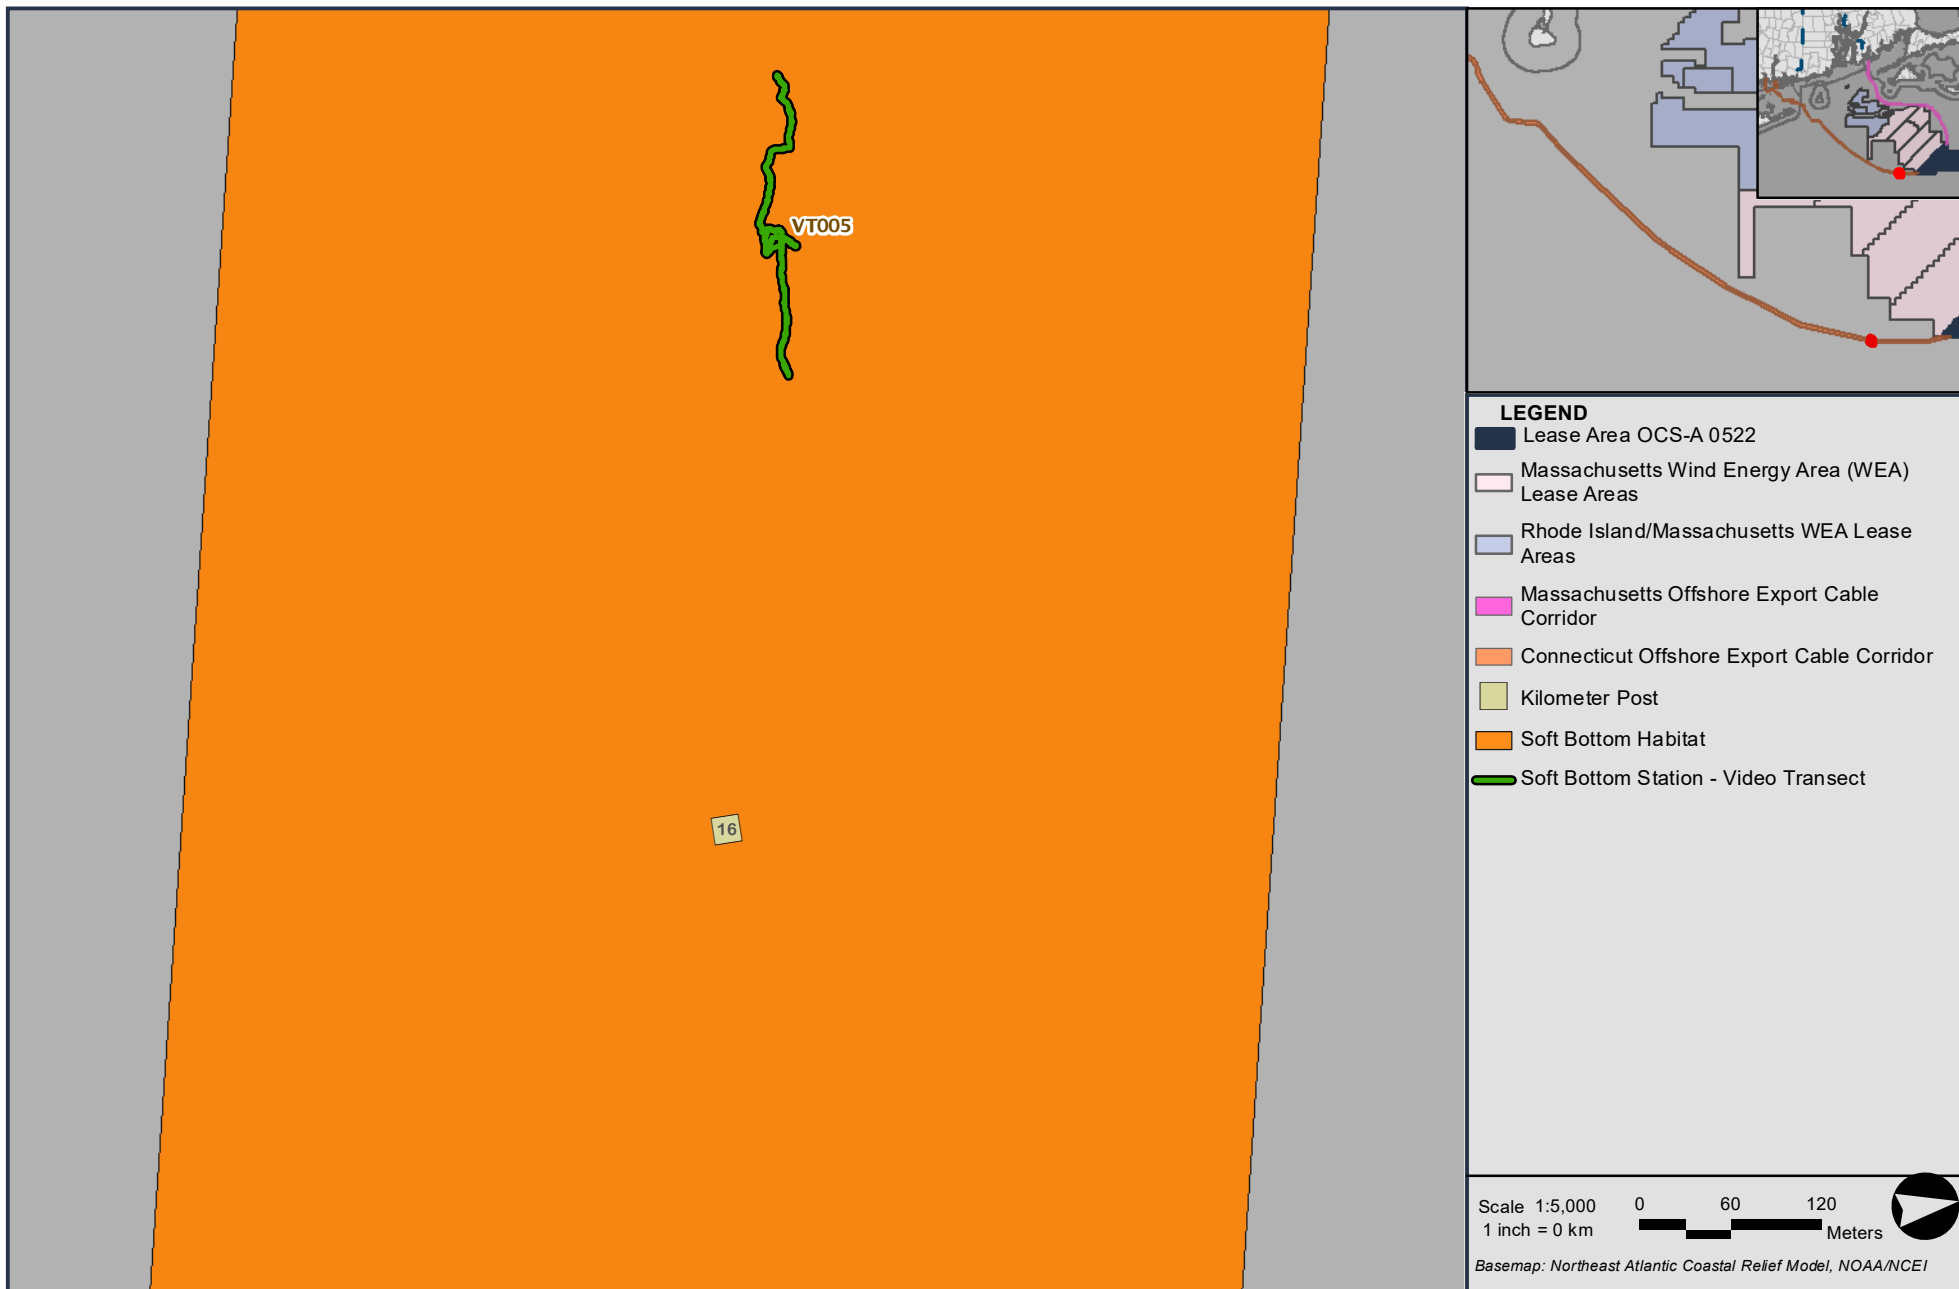 VT005
16
LEGEND
Lease Area OCS-A 0522
Massachusetts Wind Energy Area (WEA)
Lease Areas
Rhode Island/Massachusetts WEA Lease
Areas
Massachusetts Offshore Export Cable
Corridor
Connecticut Offshore Export Cable Corridor
Kilometer Post
Soft Bottom Habitat
Soft Bottom Station - Video Transect
Scale 1:5,000
1 inch = 0 km
0 60 120
Meters
Basemap: Northeast Atlantic Coastal Relief Model, NOAA/NCEI